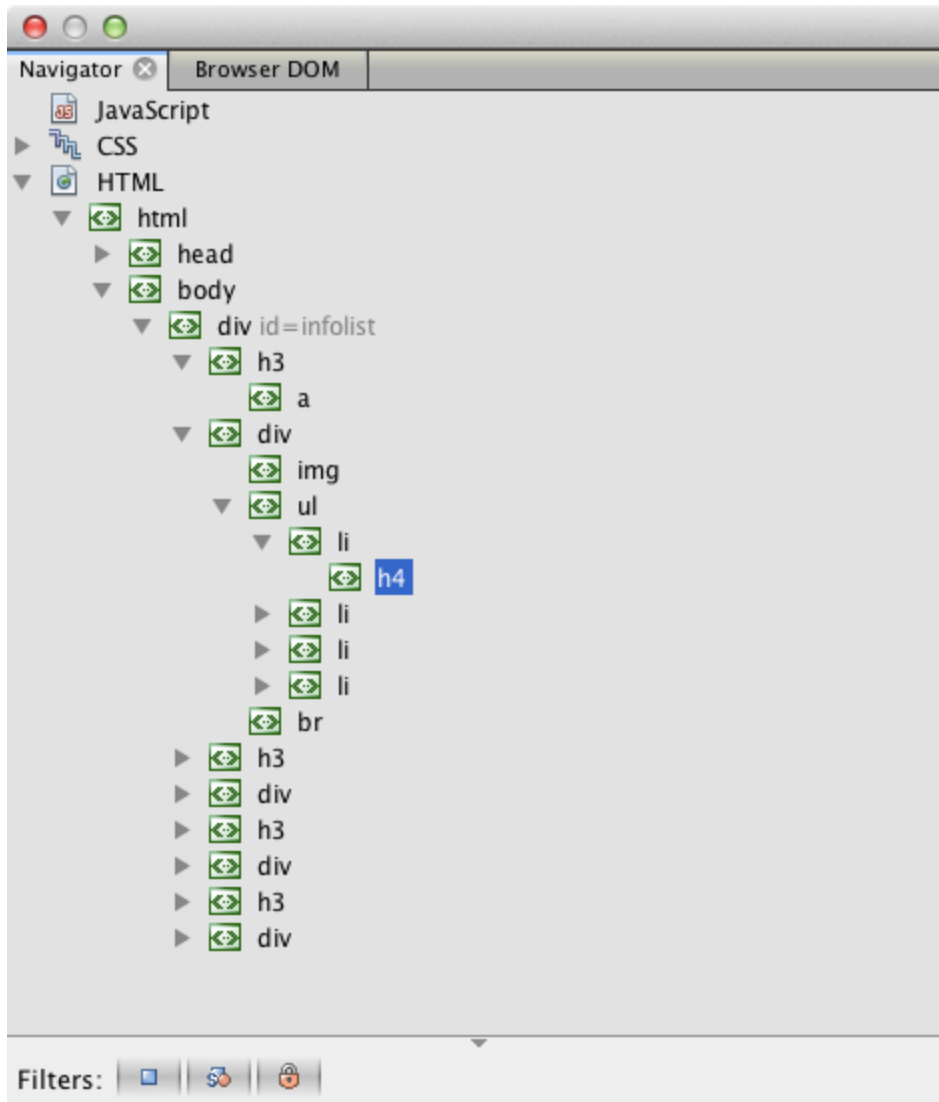 Navigator Browser DOM
JavaScript
CSS
HTML
html
head
body
div id=infolist
h3
a
div
img
ul
li
h4
li
li
li
br
h3
div
h3
div
h3
div
Filters: